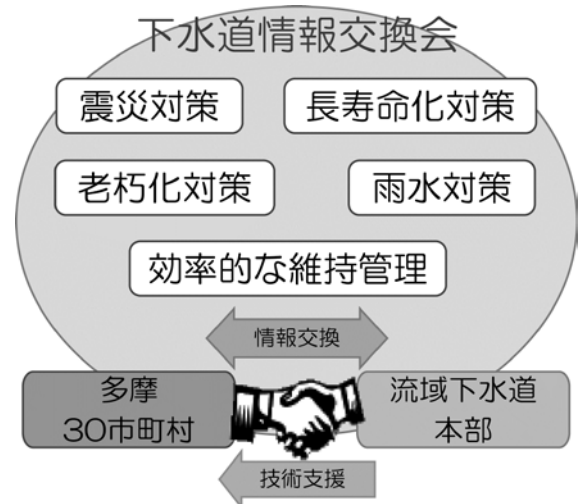 下水道情報交換会
震災対策
長寿命化対策
老朽化対策
雨水対策
効率的な維持管理
情報交換
多摩
30市町村
流域下水道
本部
技術支援